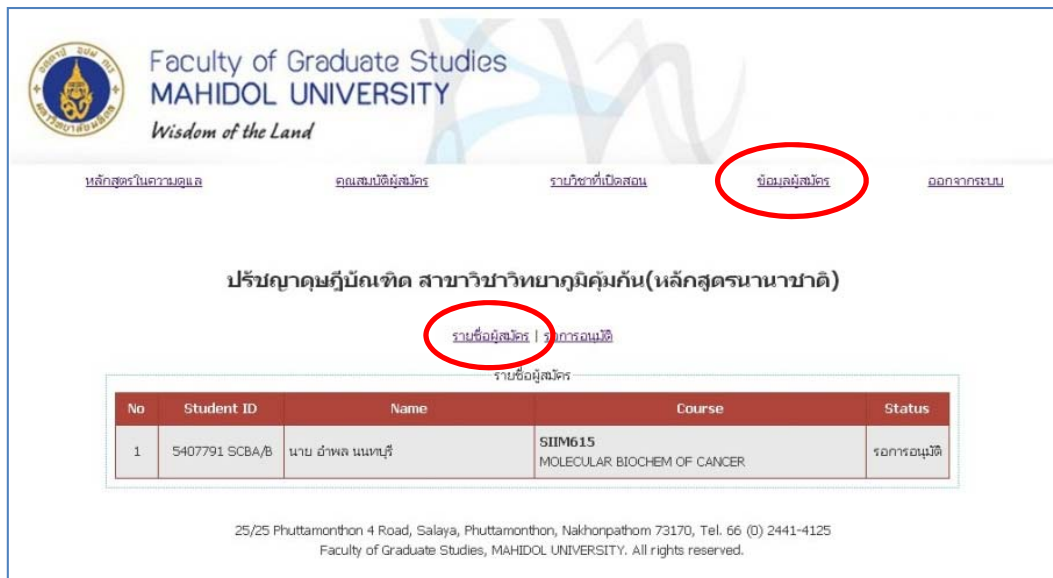 Faculty of Graduate Studies
MAHIDOL UNIVERSITY
Wisdom of the Land
หลักสูตรในความดูแล คุณสมบัติผู้สมัคร รายวิชาที่เปิดสอน ข้อมูลผู้สมัคร ออกจากระบบ
ปรัชญาดุษฎีบัณฑิต สาขาวิชาวิทยาภูมิคุ้มกัน(หลักสูตรนานาชาติ)
รายชื่อผู้สมัคร | รอการอนุมัติ
รายชื่อผู้สมัคร
No Student ID Name Course Status
1 5407791 SCBA/B นาย อำพล นนทบุรี SIIM615 รอการอนุมัติ
MOLECULAR BIOCHEM OF CANCER
25/25 Phuttamonthon 4 Road, Salaya, Phuttamonthon, Nakhonpathom 73170, Tel. 66 (0) 2441-4125
Faculty of Graduate Studies, MAHIDOL UNIVERSITY. All rights reserved.